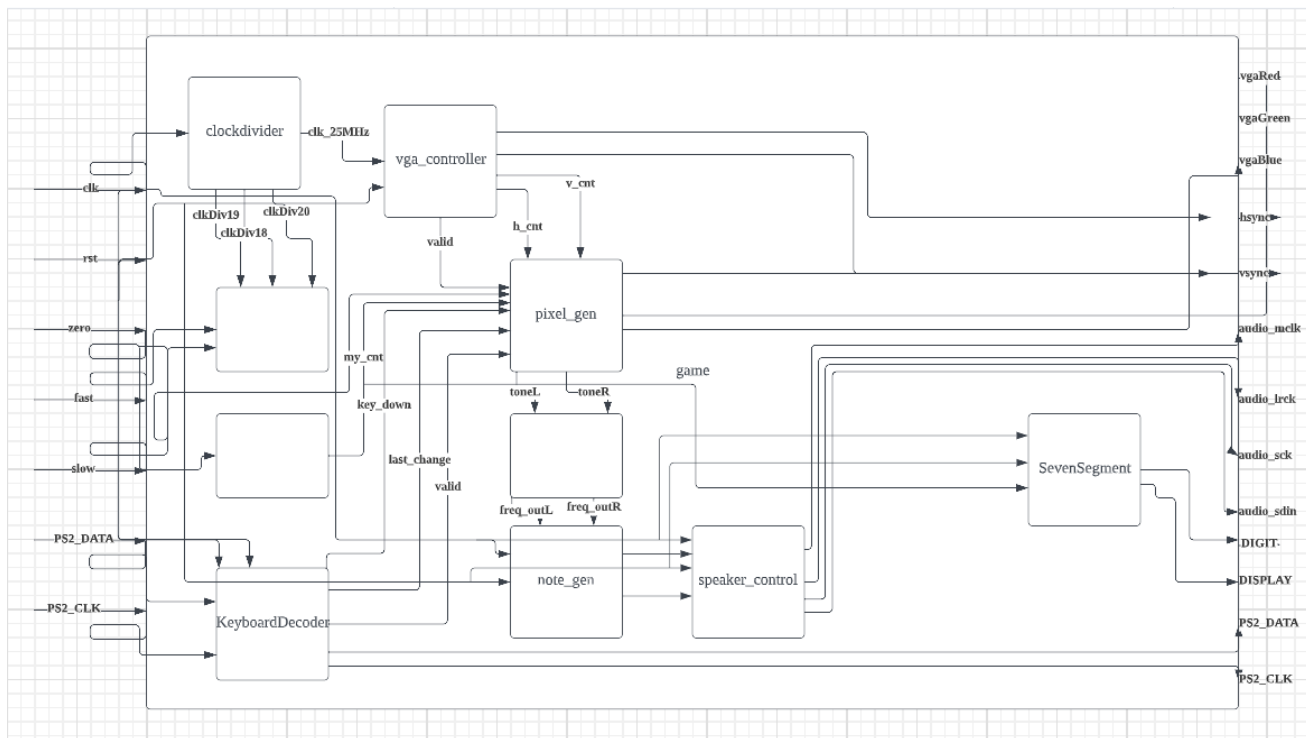 vgaRed
vgaGreen
vgaBlue
clockdivider
clk_25MHz
vga_controller
clk
clkDiv19
clkDiv20
clkDiv18
v_cnt
h_cnt
valid
hsync
rst
vsync
pixel_gen
zero
my_cnt
audio_mclk
game
fast
toneL
toneR
key_down
audio_lrck
last_change
slow
valid
SevenSegment
audio_sck
freq_outL
freq_outR
audio_sdin
PS2_DATA
DIGIT
note_gen
speaker_control
DISPLAY
PS2_CLK
KeyboardDecoder
PS2_DATA
PS2_CLK